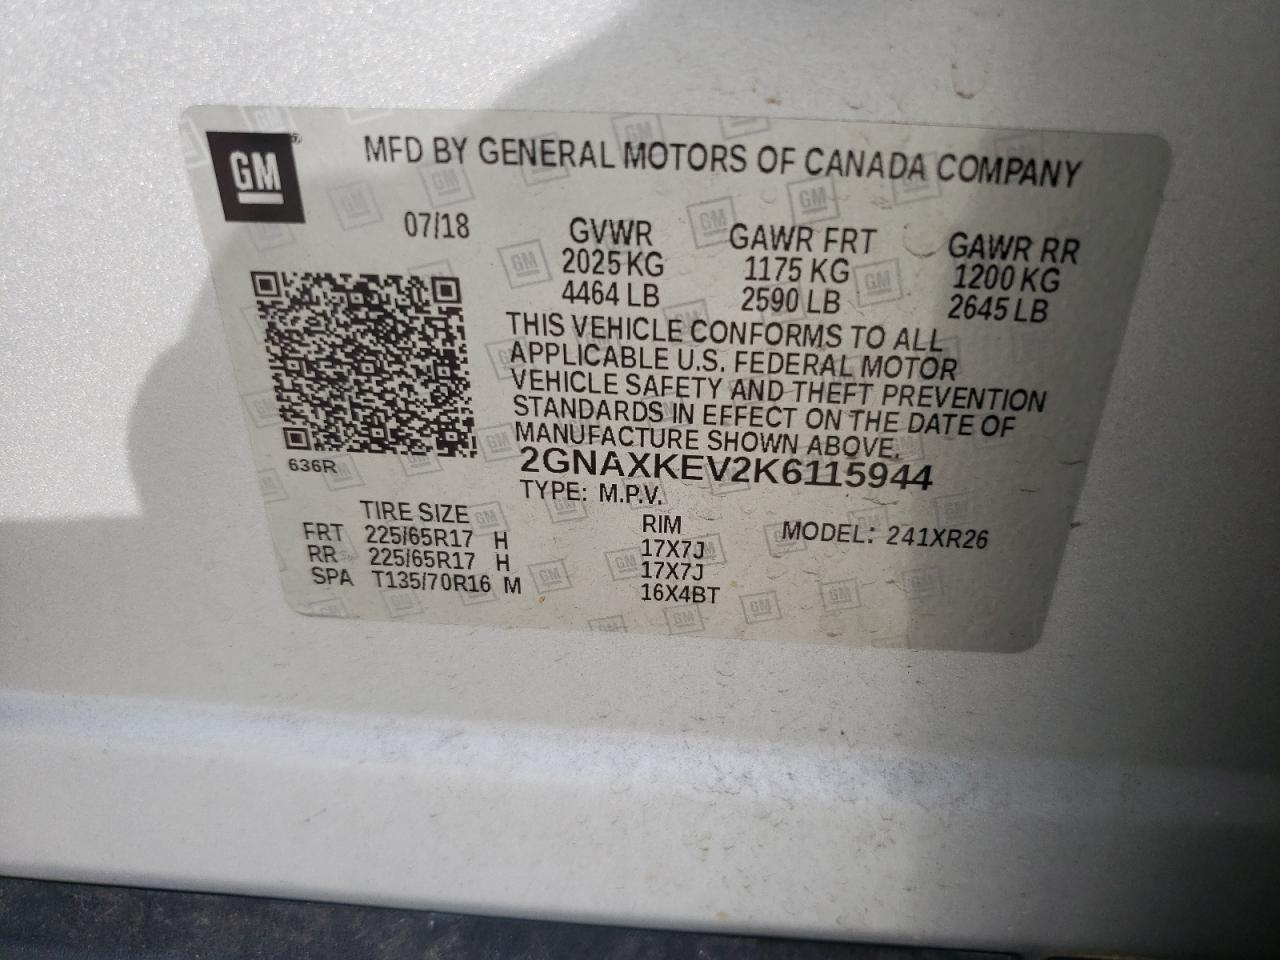 GM
MFD BY GENERAL MOTORS OF CANADA COMPANY
07/18
GVWR GAWR FRT GAWR RR
2025 KG 1175 KG 1200 KG
4464 LB 2590 LB 2645 LB
THIS VEHICLE CONFORMS TO ALL
APPLICABLE U.S. FEDERAL MOTOR
VEHICLE SAFETY AND THEFT PREVENTION
STANDARDS IN EFFECT ON THE DATE OF
MANUFACTURE SHOWN ABOVE.
636R
2GNAXKEV2K6115944
TYPE: M.P.V.
TIRE SIZE RIM MODEL: 241XR26
FRT 225/65R17 H 17X7J
RR 225/65R17 H 17X7J
SPA T135/70R16 M 16X4BT